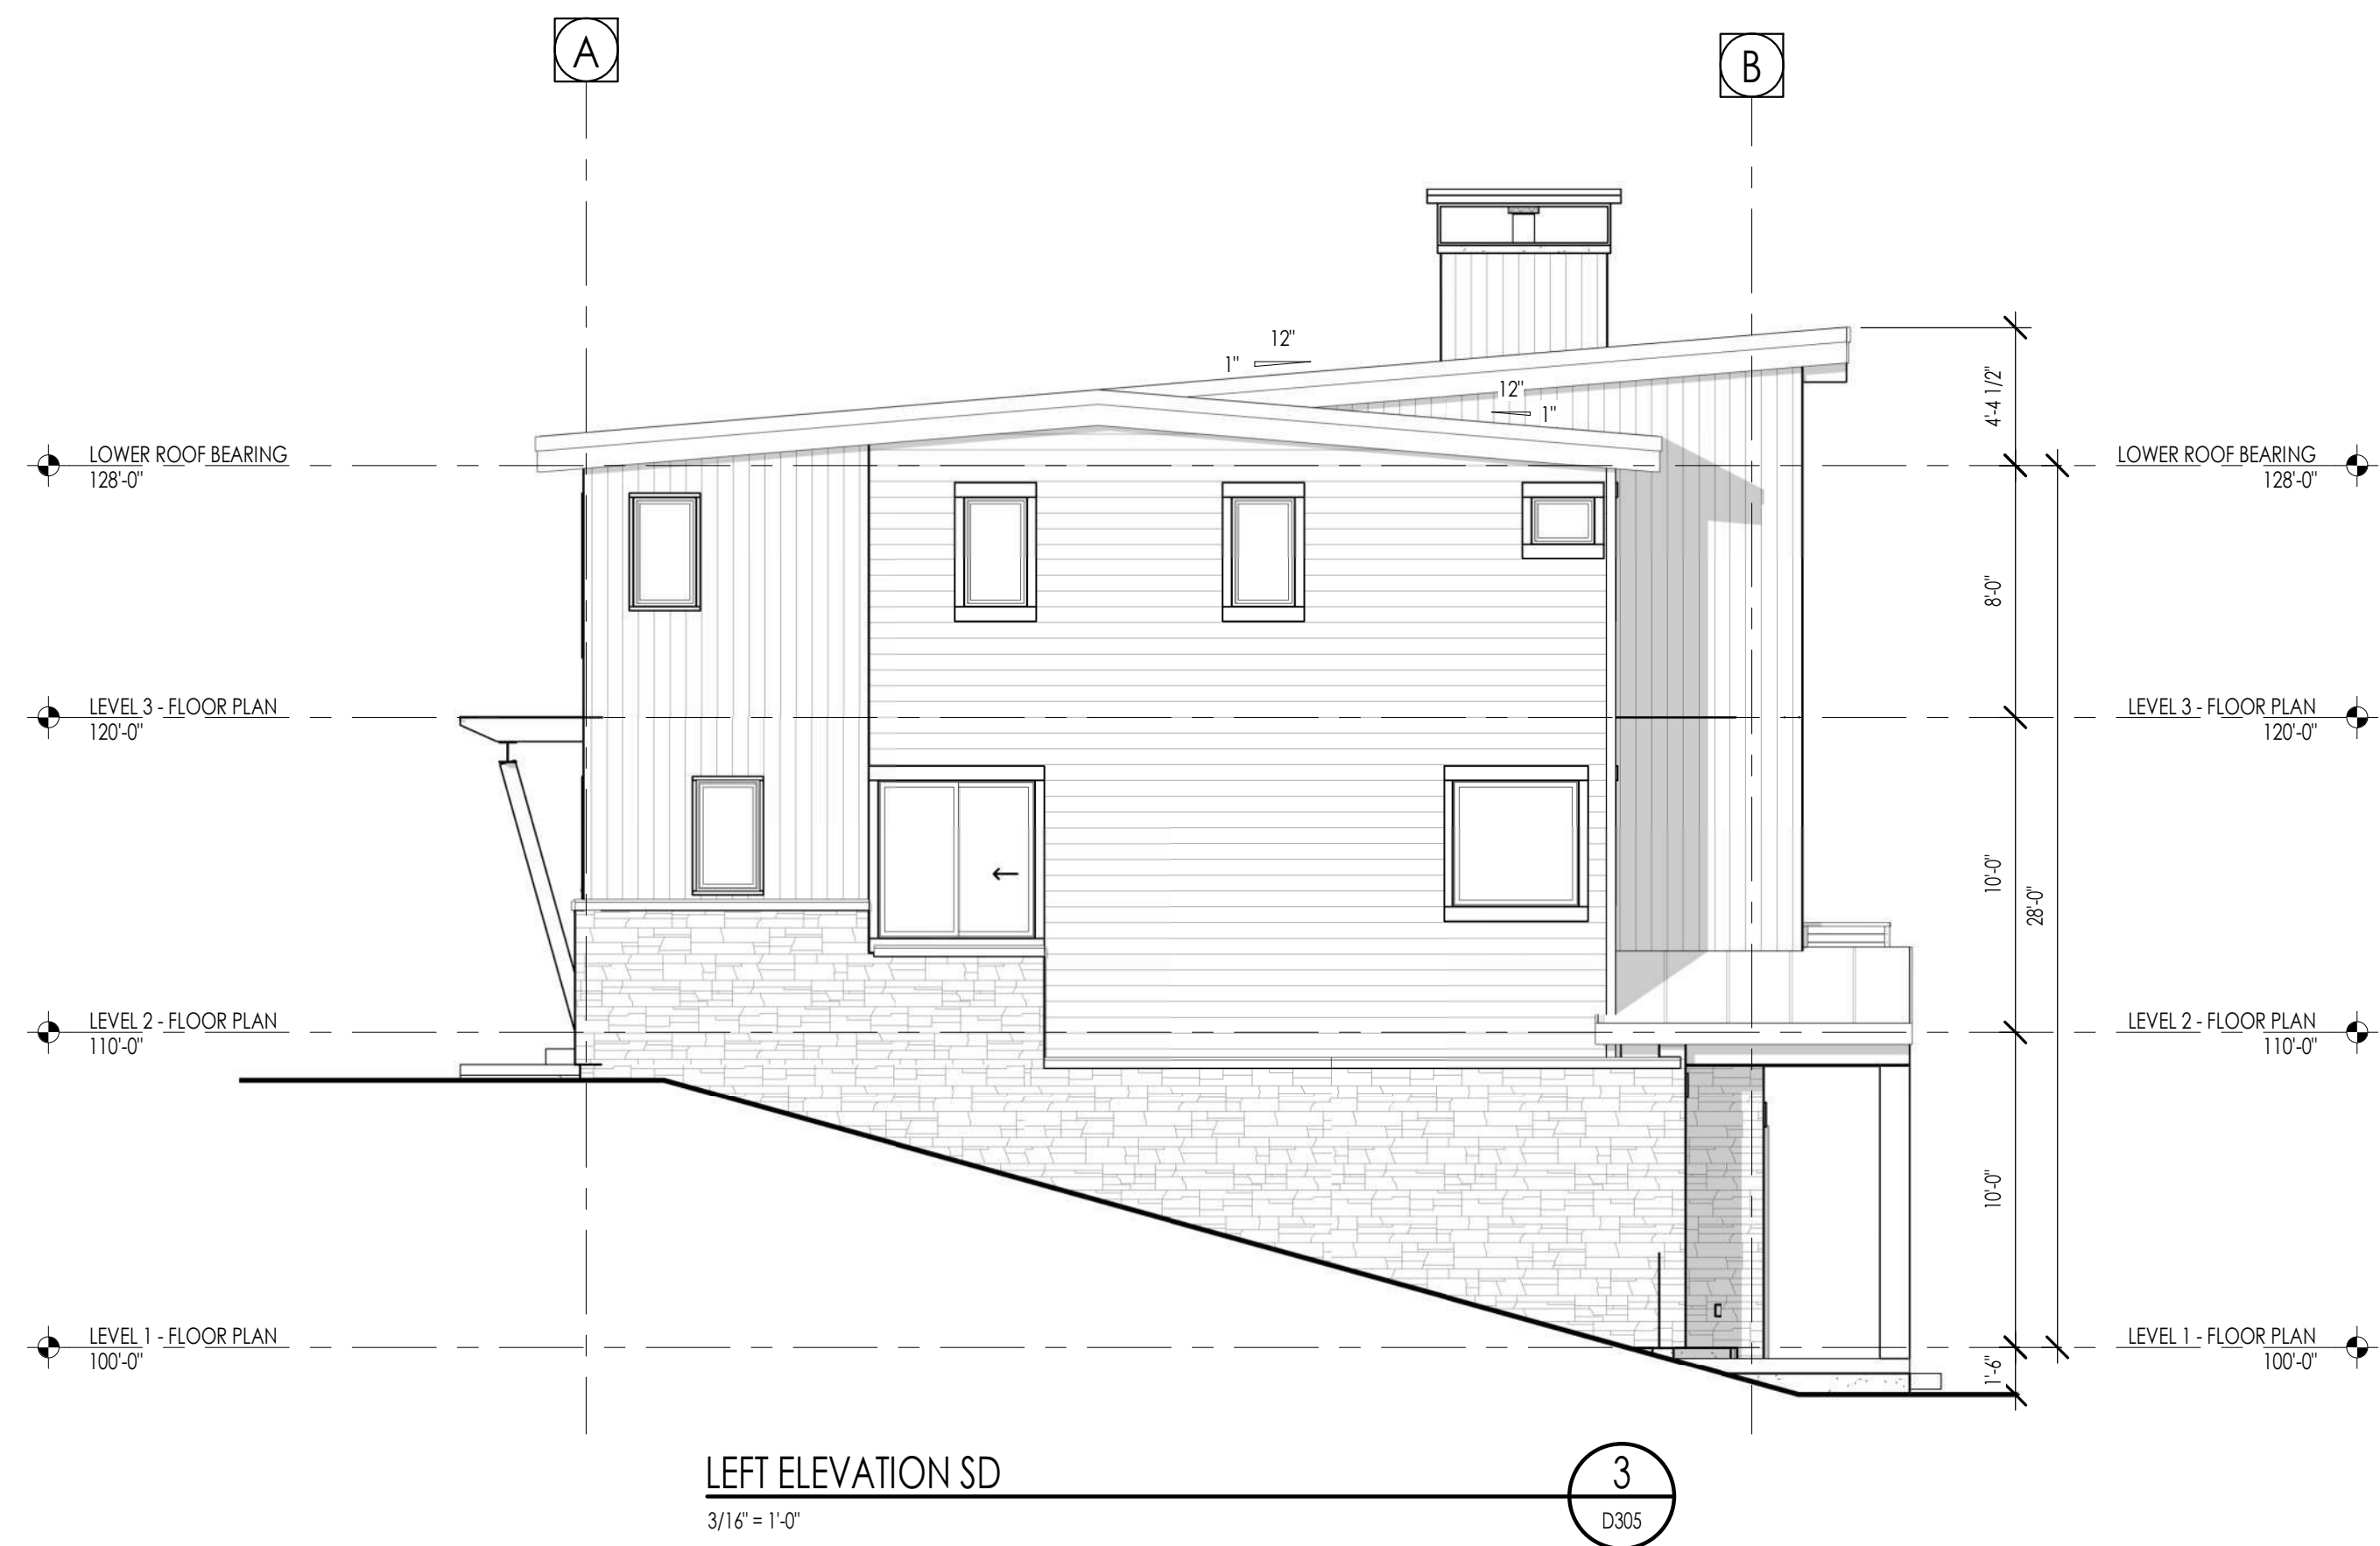 A
B
12"
1"
12"
1"
4'-4 1/2"
LOWER ROOF BEARING
128'-0"
LOWER ROOF BEARING
128'-0"
8'-0"
LEVEL 3 - FLOOR PLAN
120'-0"
LEVEL 3 - FLOOR PLAN
120'-0"
10'-0"
28'-0"
LEVEL 2 - FLOOR PLAN
110'-0"
LEVEL 2 - FLOOR PLAN
110'-0"
10'-0"
LEVEL 1 - FLOOR PLAN
100'-0"
LEVEL 1 - FLOOR PLAN
100'-0"
1'-6"
LEFT ELEVATION SD
3/16" = 1'-0"
3
D305